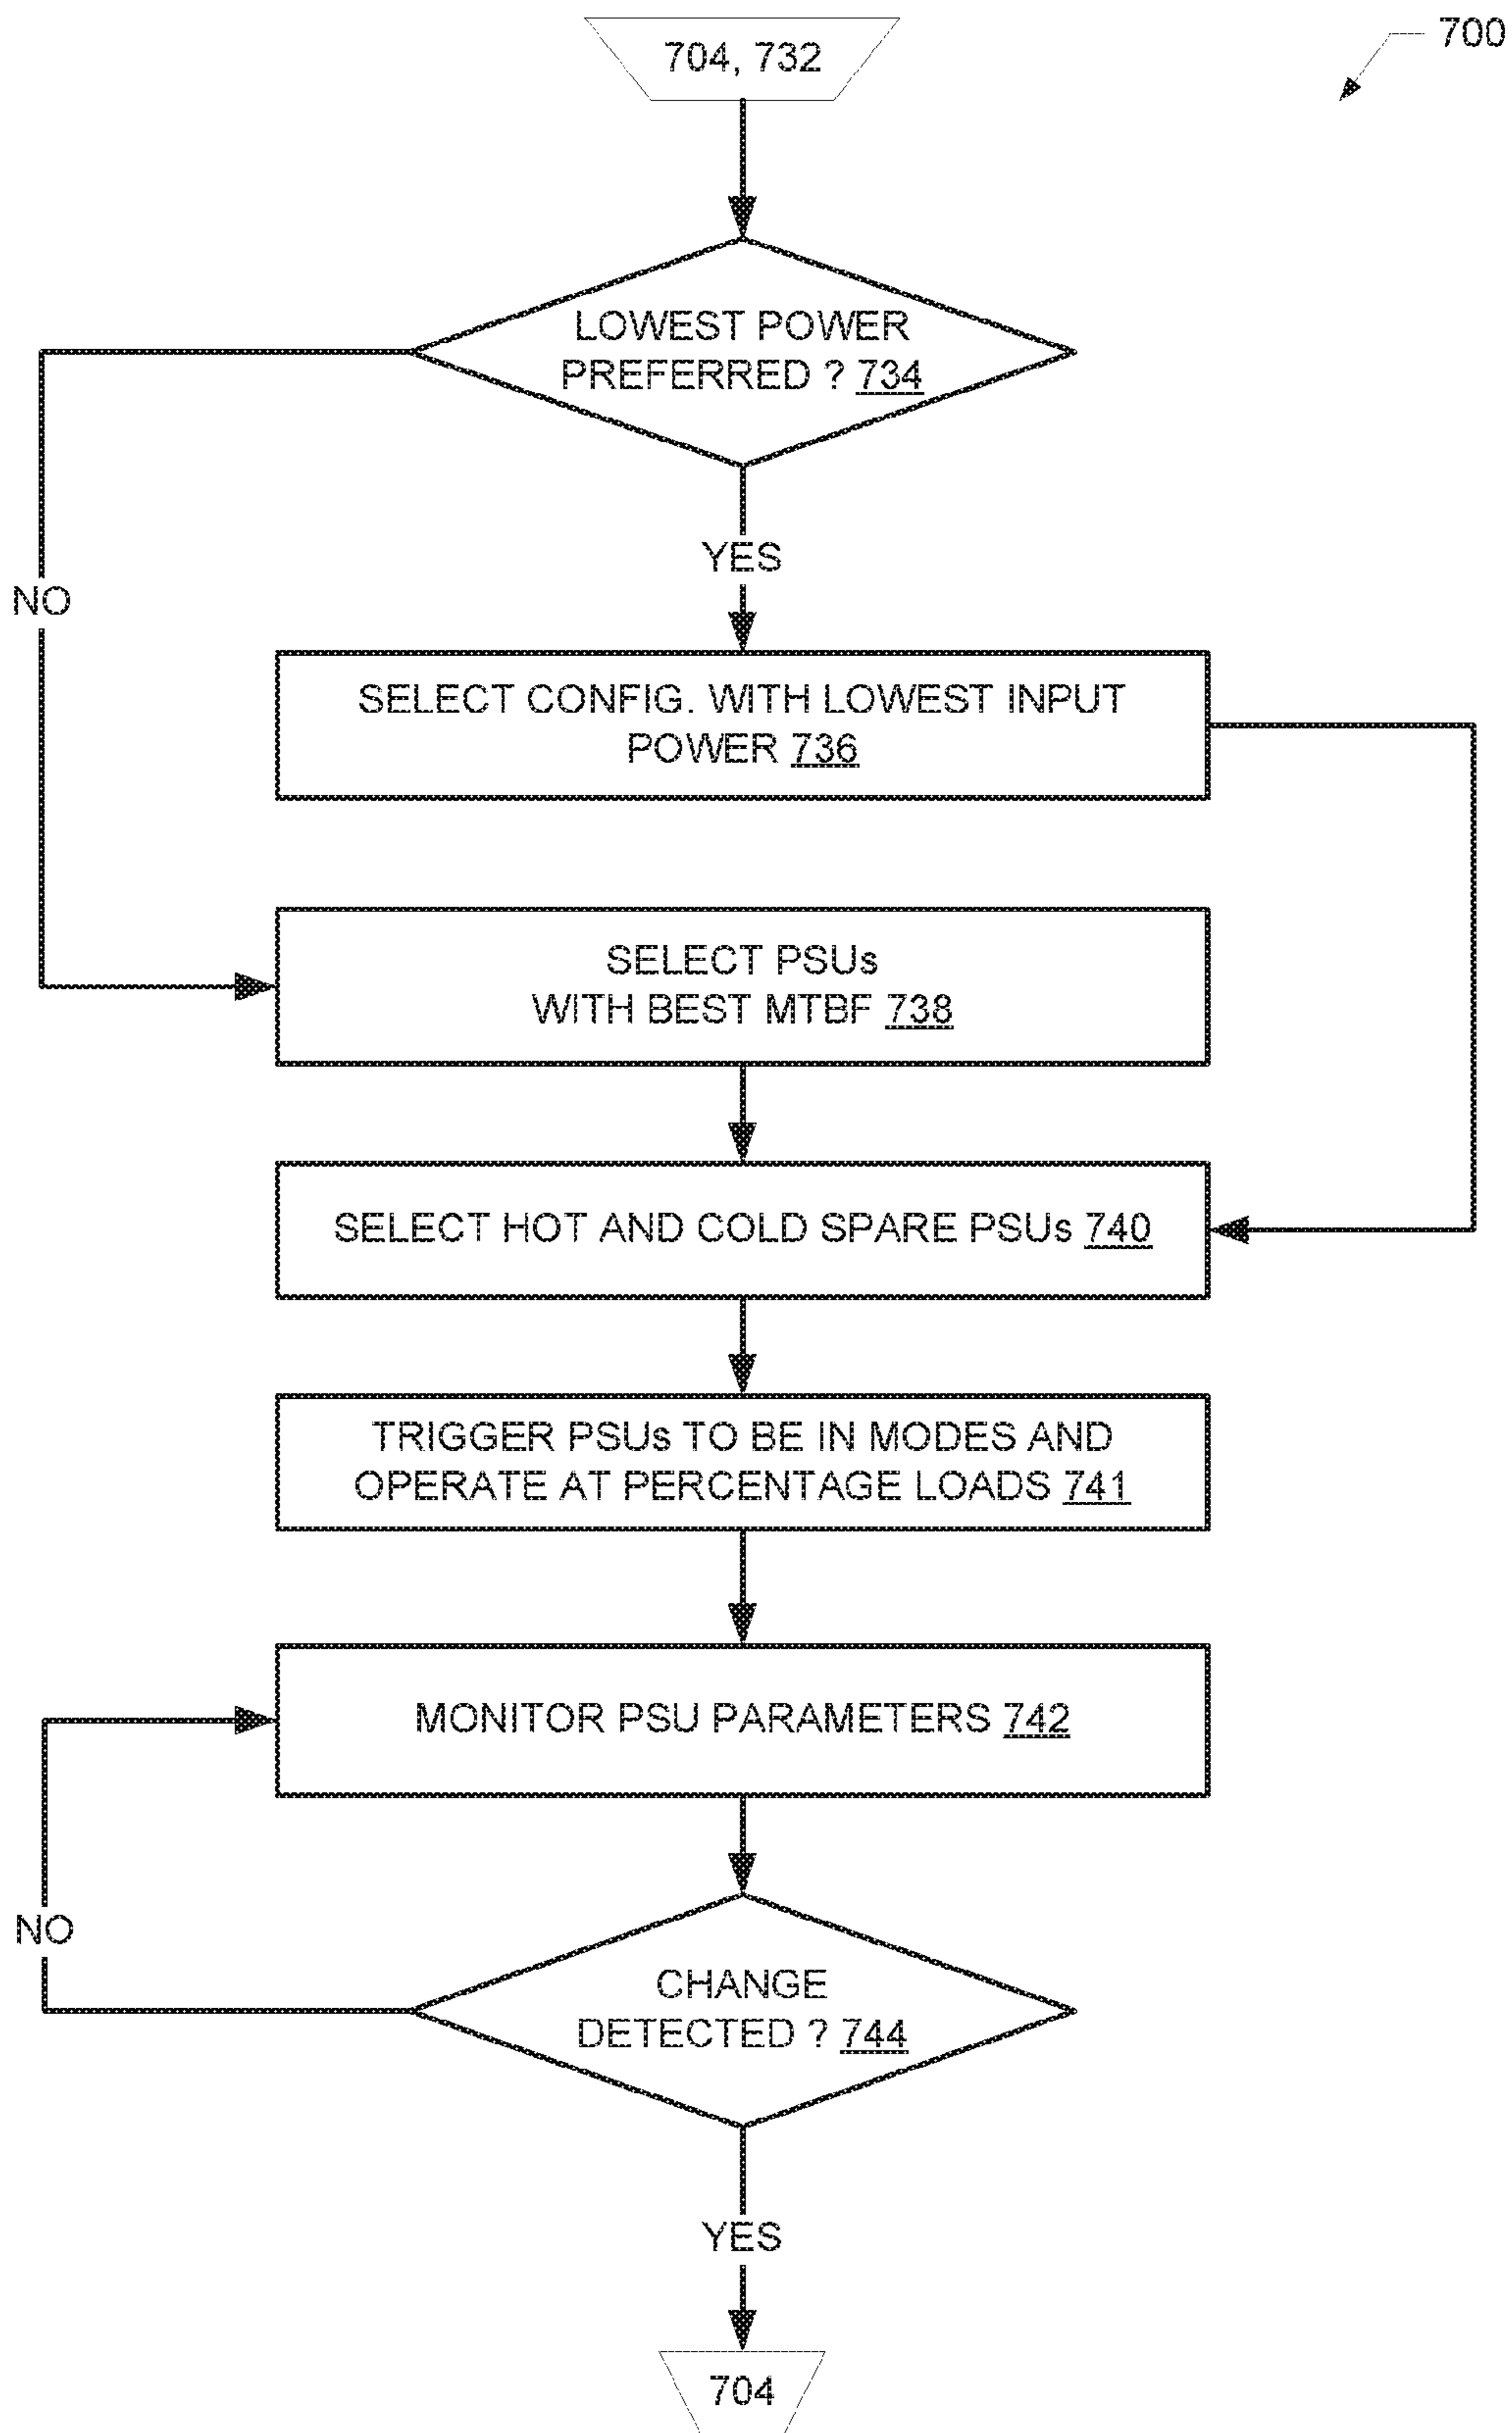 700
704, 732
LOWEST POWER
PREFERRED ? 734
YES
NO
SELECT CONFIG. WITH LOWEST INPUT
POWER 736
SELECT PSUs
WITH BEST MTBF 738
SELECT HOT AND COLD SPARE PSUs 740
TRIGGER PSUs TO BE IN MODES AND
OPERATE AT PERCENTAGE LOADS 741
MONITOR PSU PARAMETERS 742
NO
CHANGE
DETECTED ? 744
YES
704